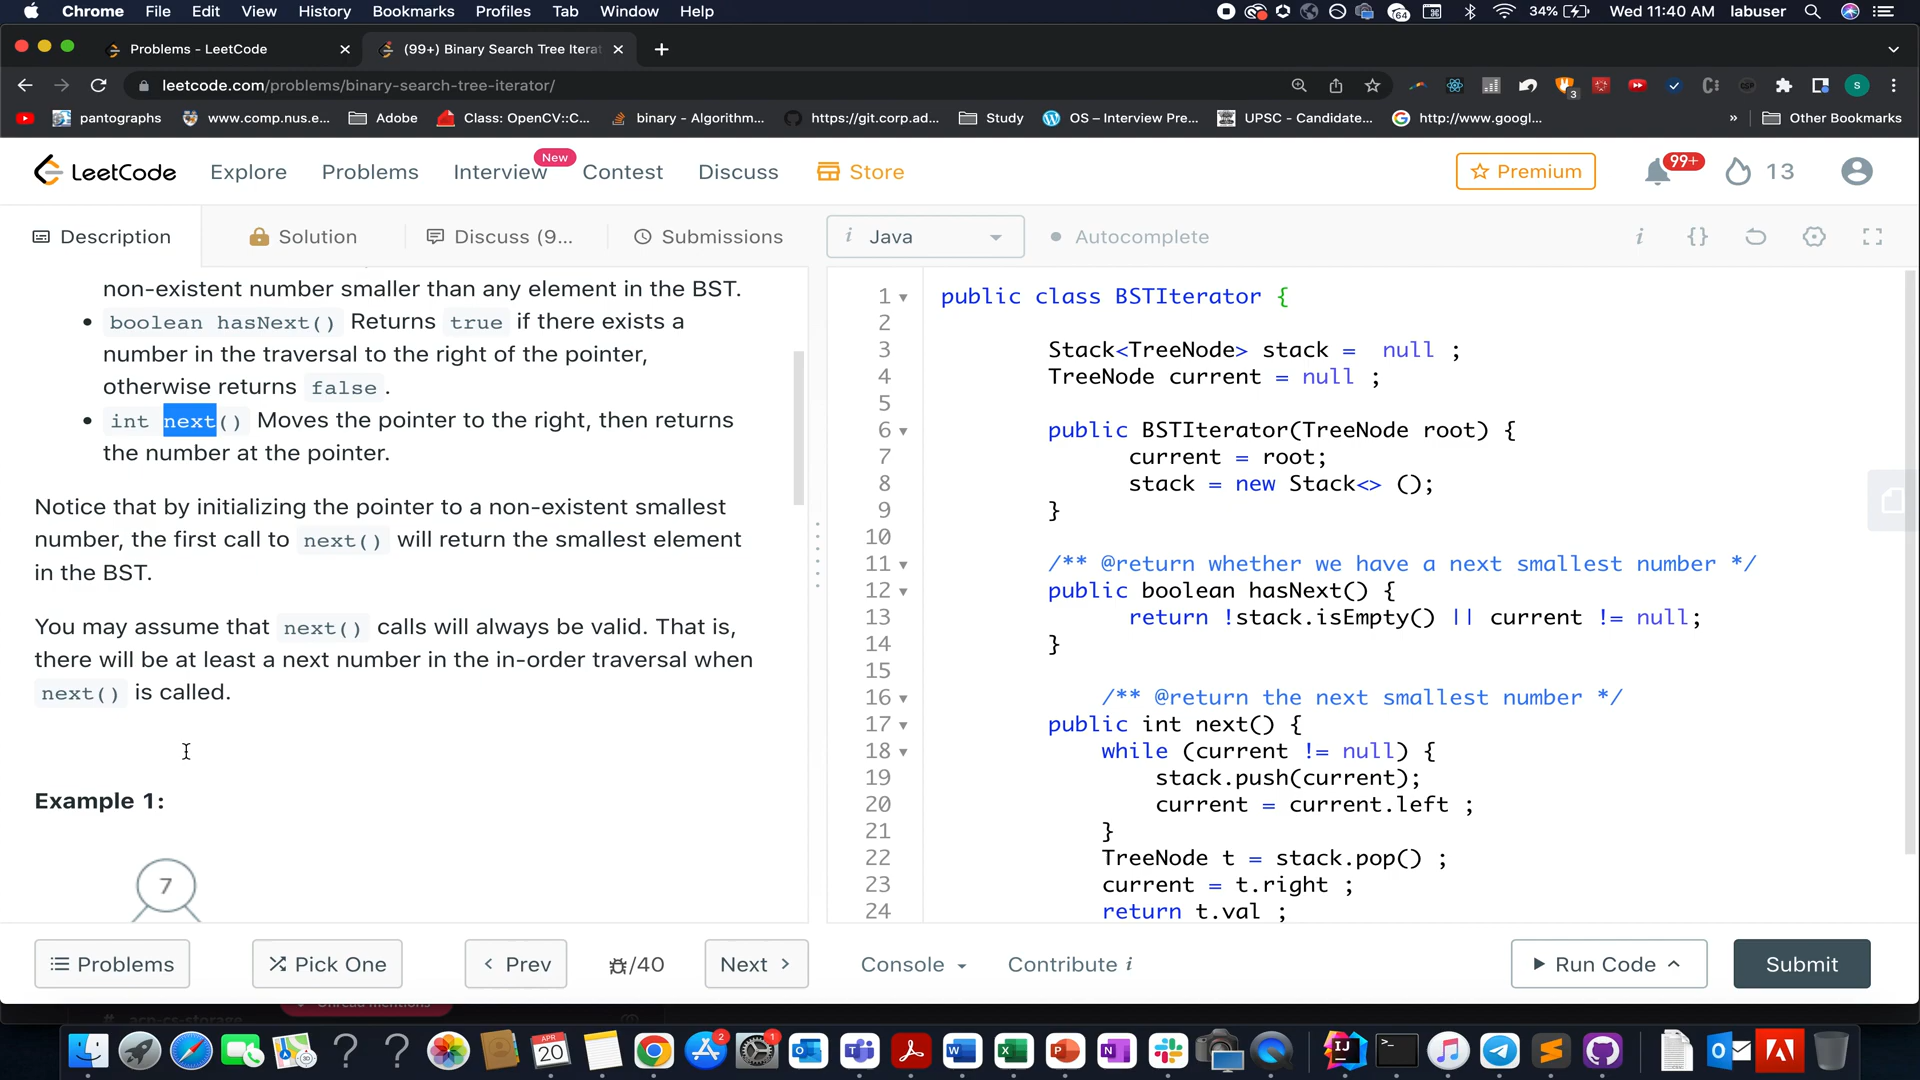 Chrome File Edit View History Bookmarks Profiles Tab Window Help 64 34% Wed 11:40 AM labuser
Problems - LeetCode (99+) Binary Search Tree Iterat
leetcode.com/problems/binary-search-tree-iterator/ 3 S
pantographs www.comp.nus.e... Adobe Class: OpenCV::C... binary - Algorithm... https://git.corp.ad... Study OS – Interview Pre... UPSC - Candidate... http://www.googl... » Other Bookmarks
LeetCode Explore Problems Interview New Contest Discuss Store Premium 99+ 13
Description Solution Discuss (9... Submissions i Java Autocomplete i {}
non-existent number smaller than any element in the BST.
boolean hasNext() Returns true if there exists a
number in the traversal to the right of the pointer,
otherwise returns false.
int next() Moves the pointer to the right, then returns
the number at the pointer.
Notice that by initializing the pointer to a non-existent smallest
number, the first call to next() will return the smallest element
in the BST.
You may assume that next() calls will always be valid. That is,
there will be at least a next number in the in-order traversal when
next() is called.
Example 1:
7
1 public class BSTIterator {
2
3 Stack<TreeNode> stack = null ;
4 TreeNode current = null ;
5
6 public BSTIterator(TreeNode root) {
7 current = root;
8 stack = new Stack<> ();
9 }
10
11 /** @return whether we have a next smallest number */
12 public boolean hasNext() {
13 return !stack.isEmpty() || current != null;
14 }
15
16 /** @return the next smallest number */
17 public int next() {
18 while (current != null) {
19 stack.push(current);
20 current = current.left ;
21 }
22 TreeNode t = stack.pop() ;
23 current = t.right ;
24 return t.val ;
Problems Pick One < Prev /40 Next > Console Contribute i Run Code Submit
APR 20 2 1